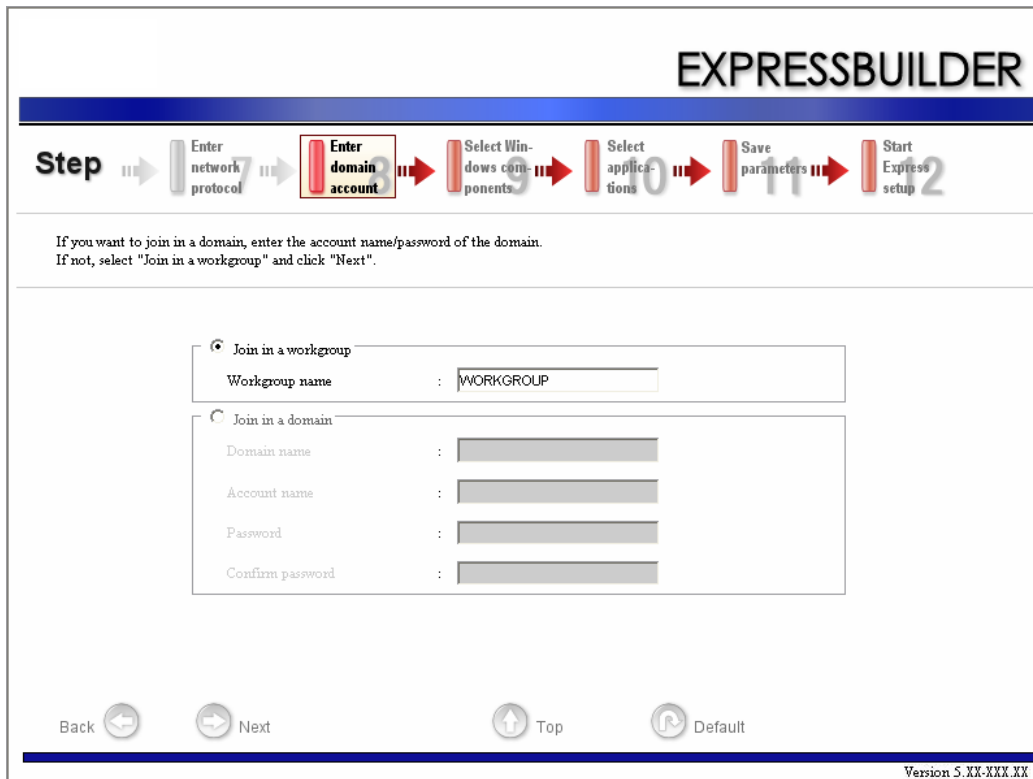 EXPRESSBUILDER
Step
Enter
network
protocol
7
Enter
domain
account
8
Select Win-
dows com-
ponents
9
Select
applica-
tions
10
Save
parameters
11
Start
Express
setup
12
If you want to join in a domain, enter the account name/password of the domain.
If not, select "Join in a workgroup" and click "Next".
Join in a workgroup
Workgroup name : WORKGROUP
Join in a domain
Domain name :
Account name :
Password :
Confirm password :
Back Next Top Default
Version 5.XX-XXX.XX